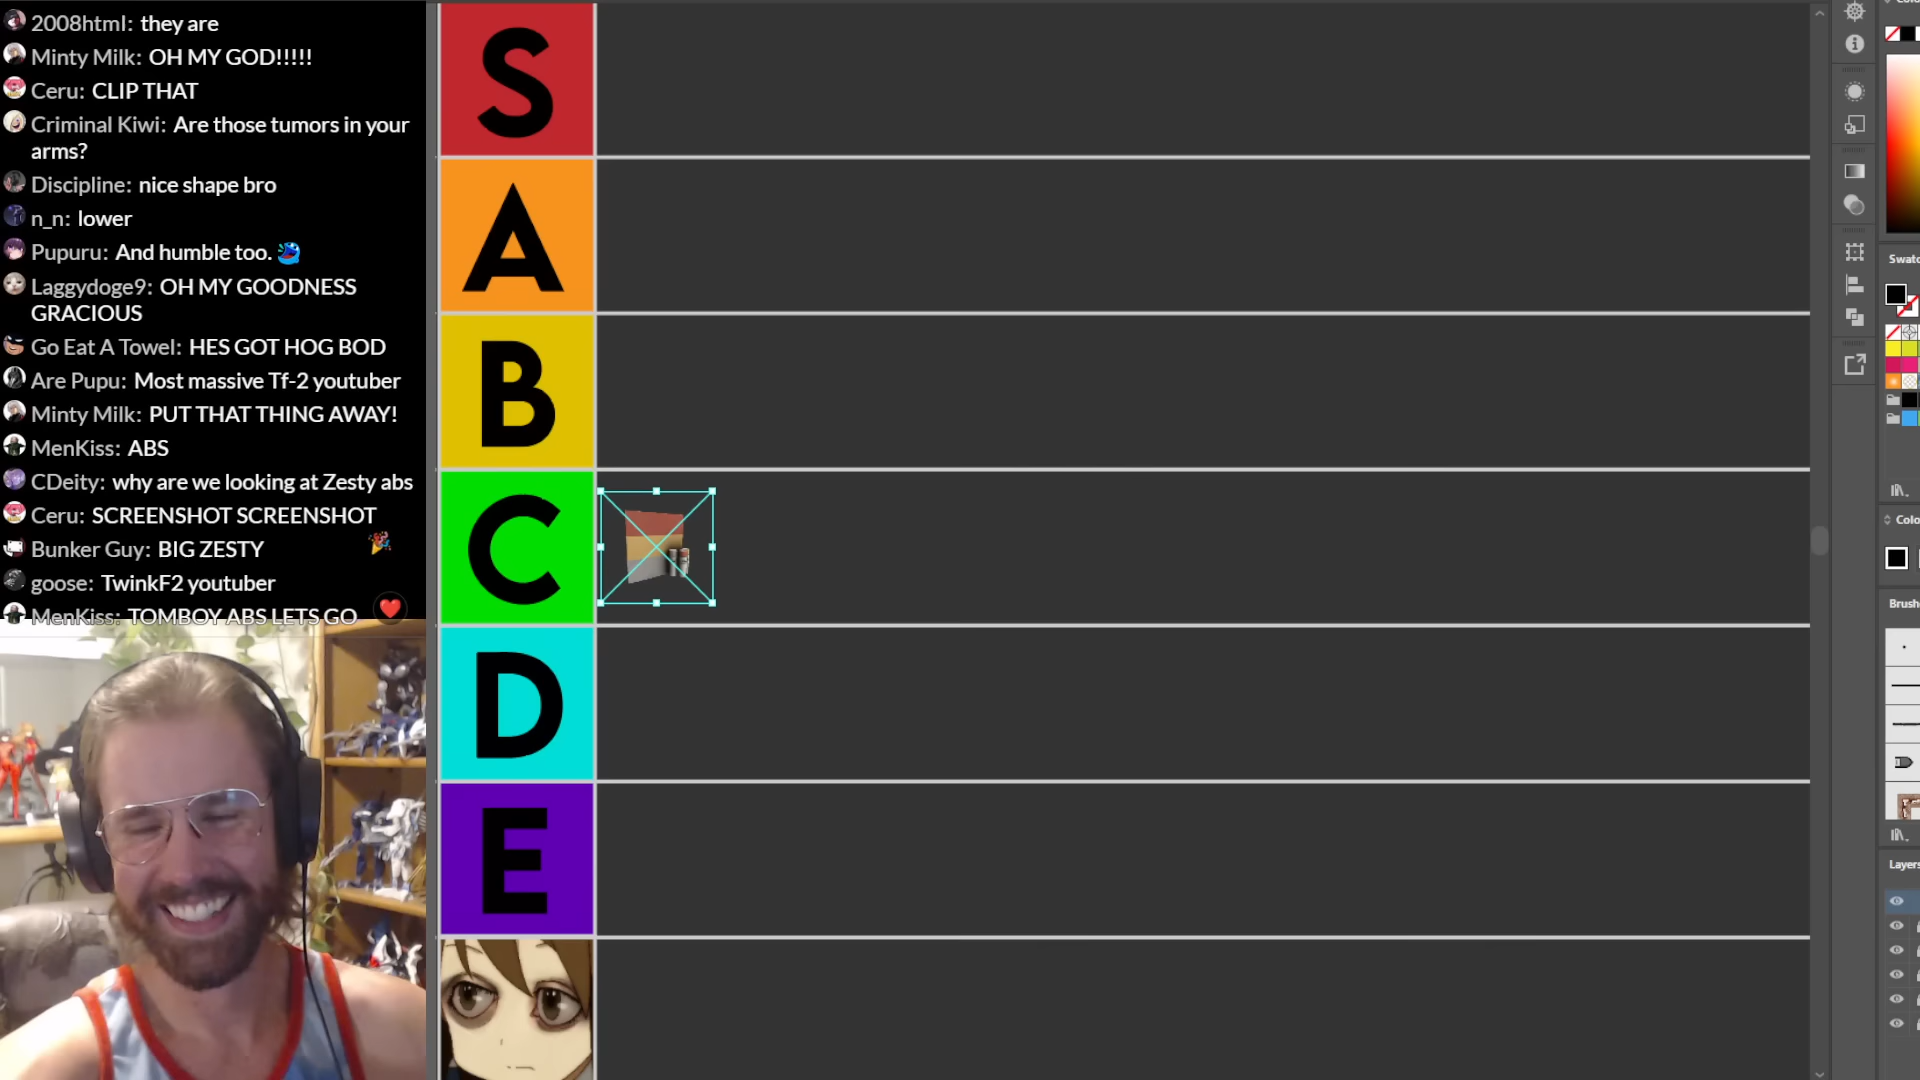 2008html: they are
Minty Milk: OH MY GOD!!!!!
Ceru: CLIP THAT
Criminal Kiwi: Are those tumors in your
arms?
Discipline: nice shape bro
n_n: lower
Pupuru: And humble too.
Laggydoge9: OH MY GOODNESS
GRACIOUS
Go Eat A Towel: HES GOT HOG BOD
Are Pupu: Most massive Tf-2 youtuber
Minty Milk: PUT THAT THING AWAY!
MenKiss: ABS
CDeity: why are we looking at Zesty abs
Ceru: SCREENSHOT SCREENSHOT
Bunker Guy: BIG ZESTY
goose: TwinkF2 youtuber
MenKiss: TOMBOY ABS LETS GO
S
A
B
C
D
E
Swatc
Colo
Brushe
Layers